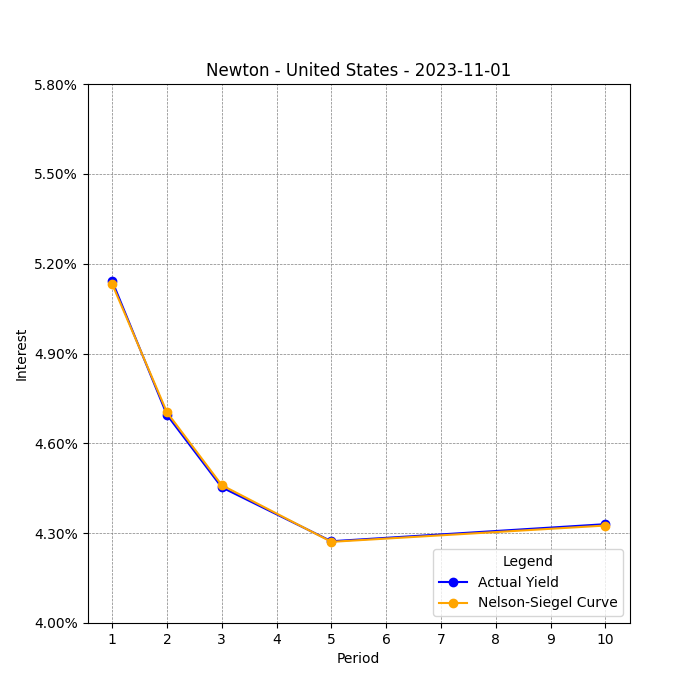 Newton - United States - 2023-11-01
5.80%
5.50%
5.20%
4.90%
4.60%
4.30%
4.00%
Interest
Legend
Actual Yield
Nelson-Siegel Curve
1 2 3 4 5 6 7 8 9 10
Period